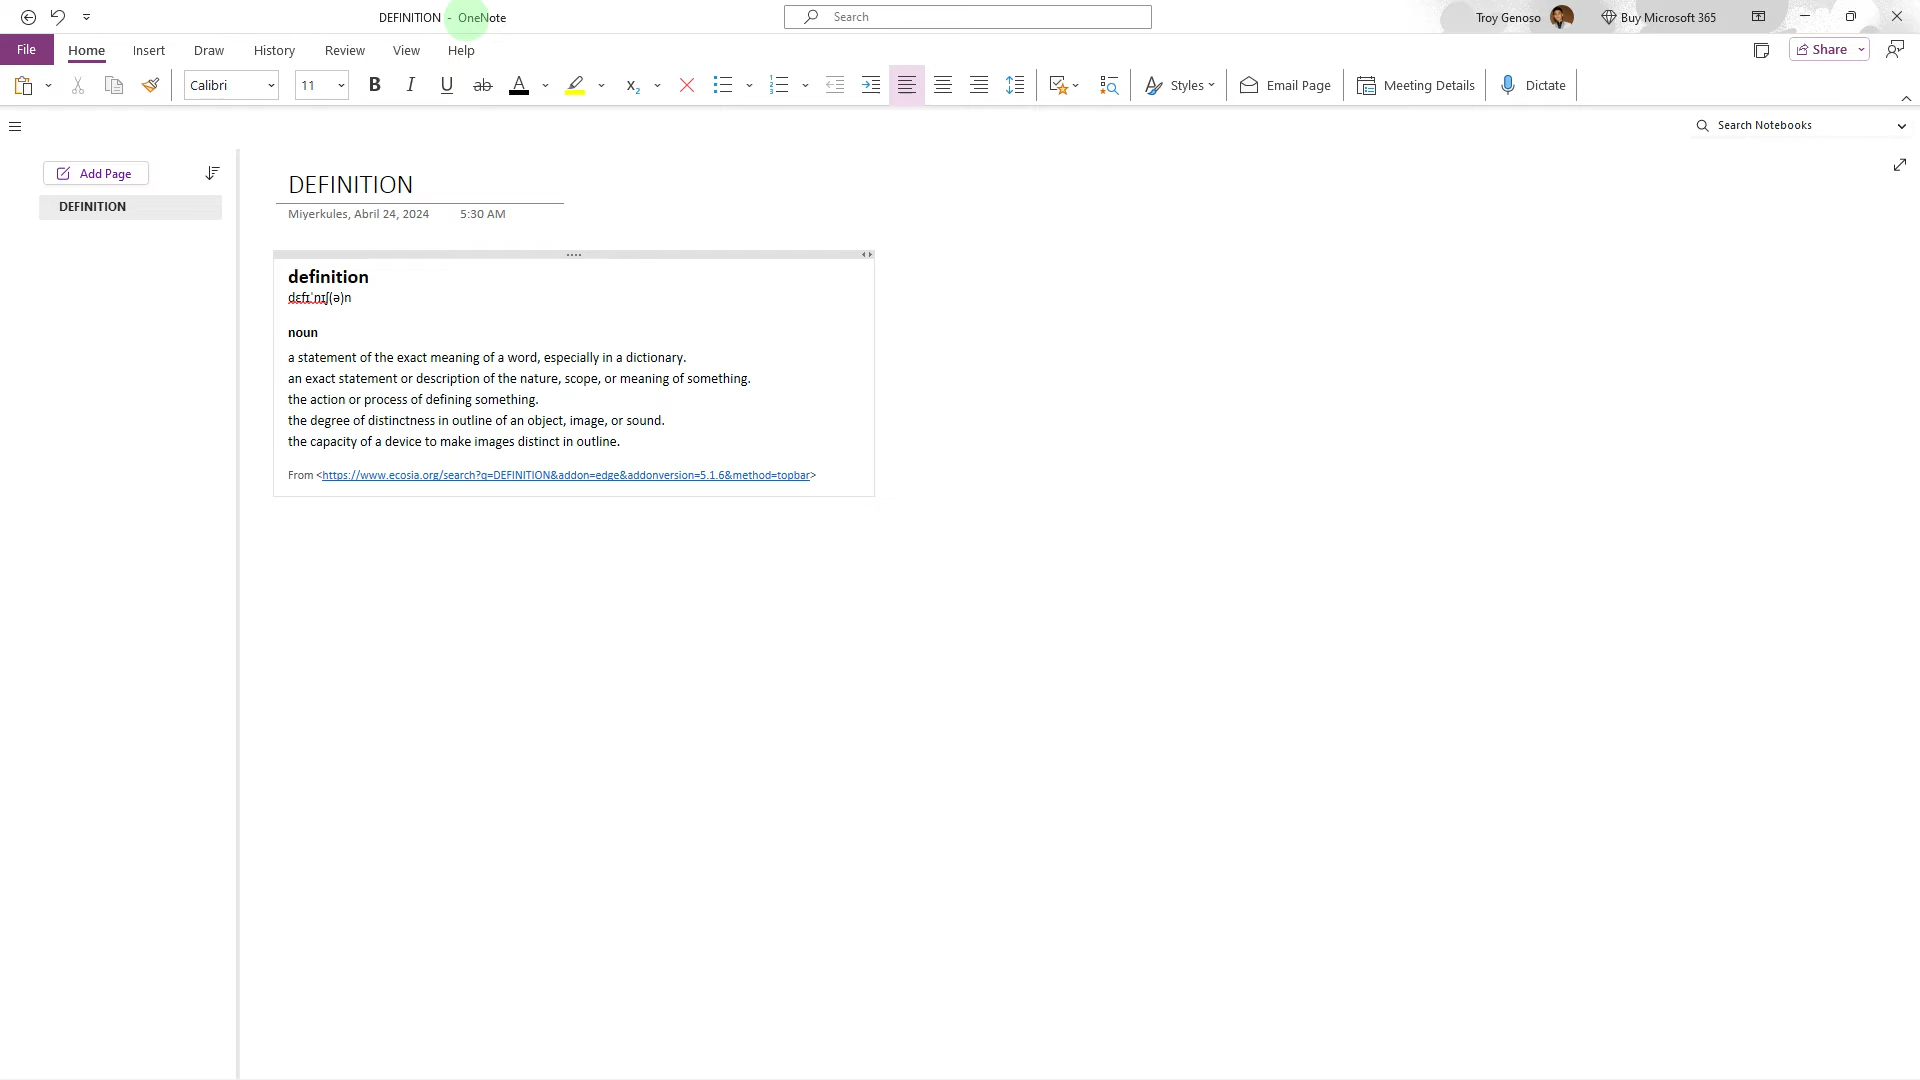 DEFINITION - OneNote
Search
Troy Genoso
Buy Microsoft 365
File
Home
Insert
Draw
History
Review
View
Help
Share
Calibri
11
B
I
U
ab
A
Styles
Email Page
Meeting Details
Dictate
Search Notebooks
Add Page
DEFINITION
DEFINITION
Miyerkules, Abril 24, 2024 5:30 AM
definition
dɛfɪˈnɪʃ(ə)n
noun
a statement of the exact meaning of a word, especially in a dictionary.
an exact statement or description of the nature, scope, or meaning of something.
the action or process of defining something.
the degree of distinctness in outline of an object, image, or sound.
the capacity of a device to make images distinct in outline.
From <https://www.ecosia.org/search?q=DEFINITION&addon=edge&addonversion=5.1.6&method=topbar>